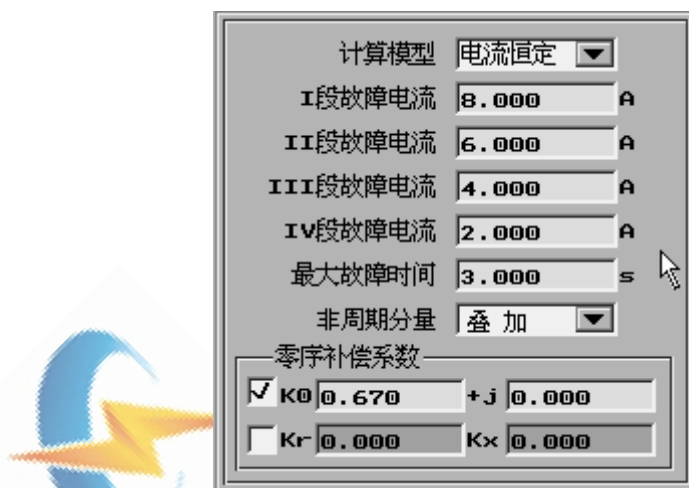 计算模型 电流恒定
I段故障电流 8.000 A
II段故障电流 6.000 A
III段故障电流 4.000 A
IV段故障电流 2.000 A
最大故障时间 3.000 s
非周期分量 叠 加
零序补偿系数
K0 0.670 +j 0.000
Kr 0.000 Kx 0.000